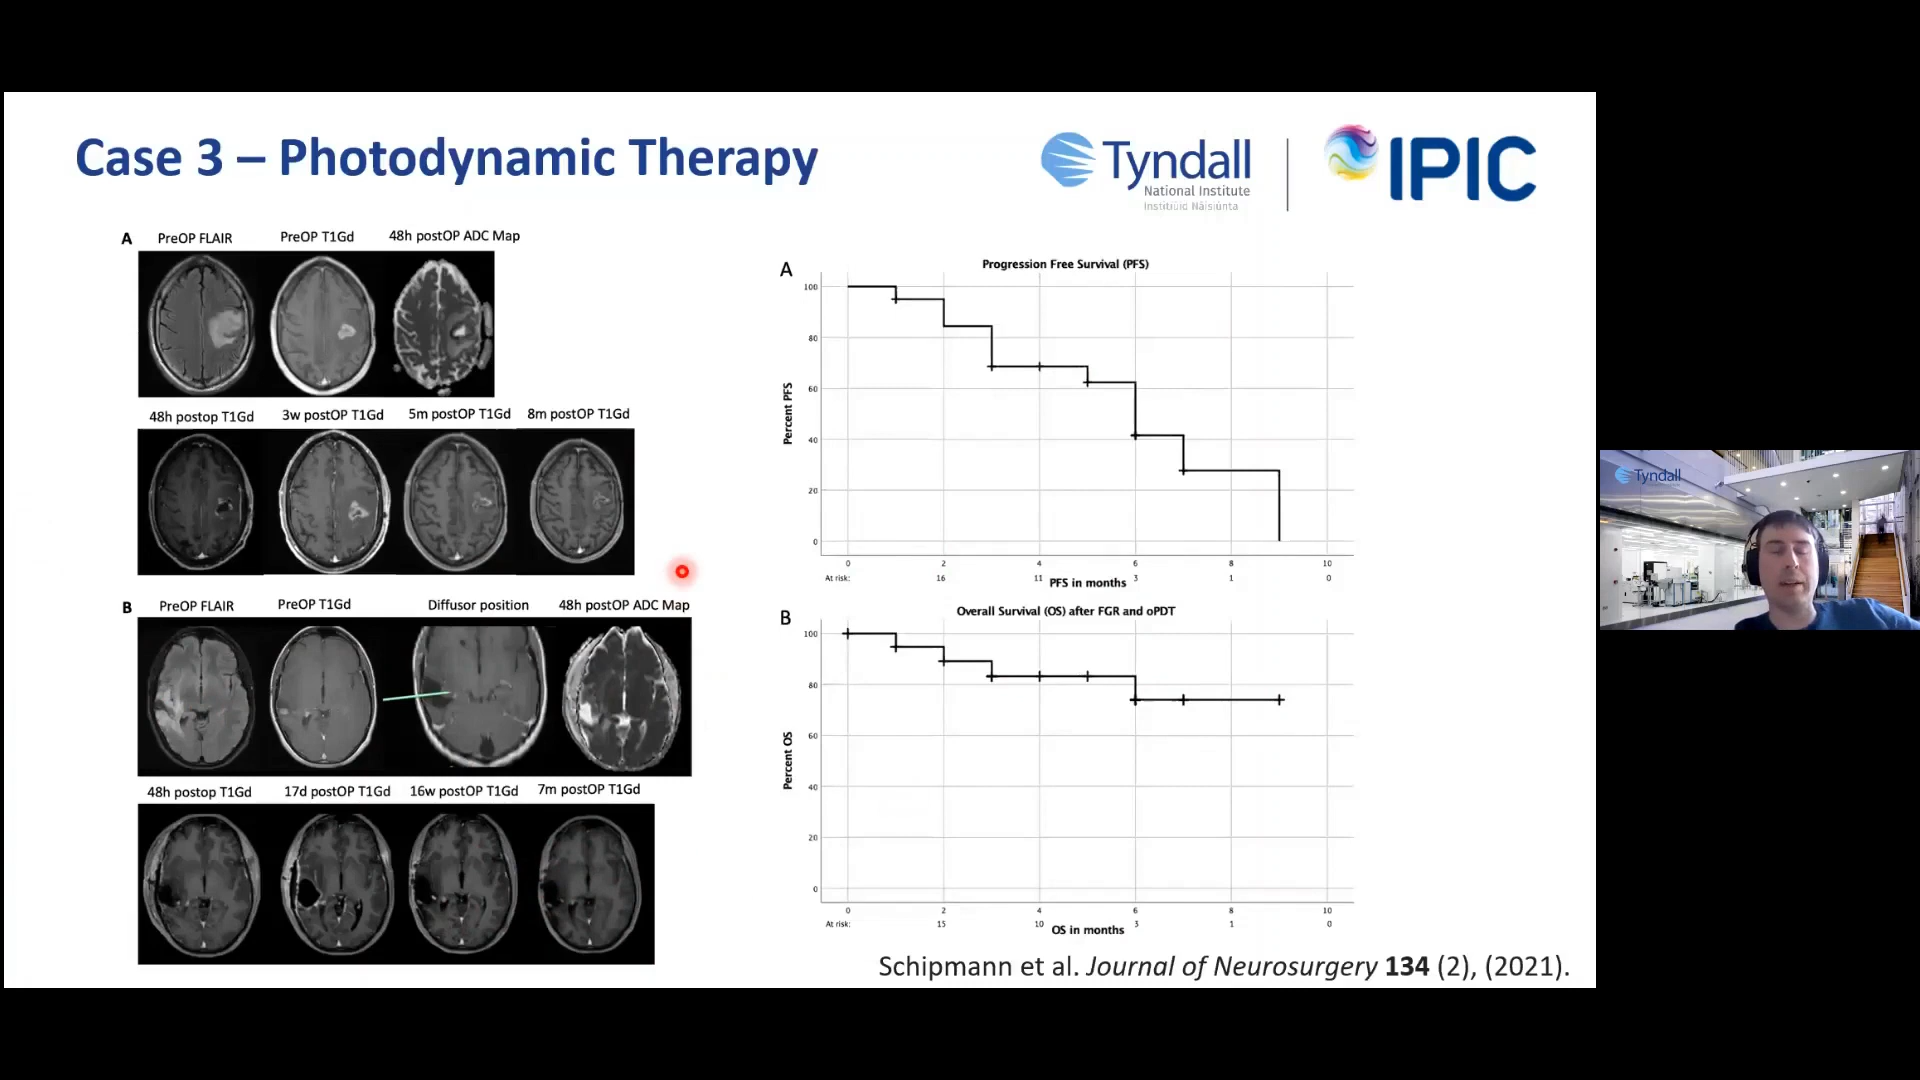 Case 3 – Photodynamic Therapy
Tyndall
National Institute
Institiúid Náisiúnta
IPIC
A
PreOP FLAIR
PreOP T1Gd
48h postOP ADC Map
48h postop T1Gd
3w postOP T1Gd
5m postOP T1Gd
8m postOP T1Gd
B
PreOP FLAIR
PreOP T1Gd
Diffusor position
48h postOP ADC Map
48h postop T1Gd
17d postOP T1Gd
16w postOP T1Gd
7m postOP T1Gd
A
Progression Free Survival (PFS)
Percent PFS
100
80
60
40
20
0
0 2 4 6 8 10
At risk: 16 11 3 1 0
PFS in months
B
Overall Survival (OS) after FGR and oPDT
Percent OS
100
80
60
40
20
0
0 2 4 6 8 10
At risk: 15 10 3 1 0
OS in months
Schipmann et al. Journal of Neurosurgery 134 (2), (2021).
Tyndall